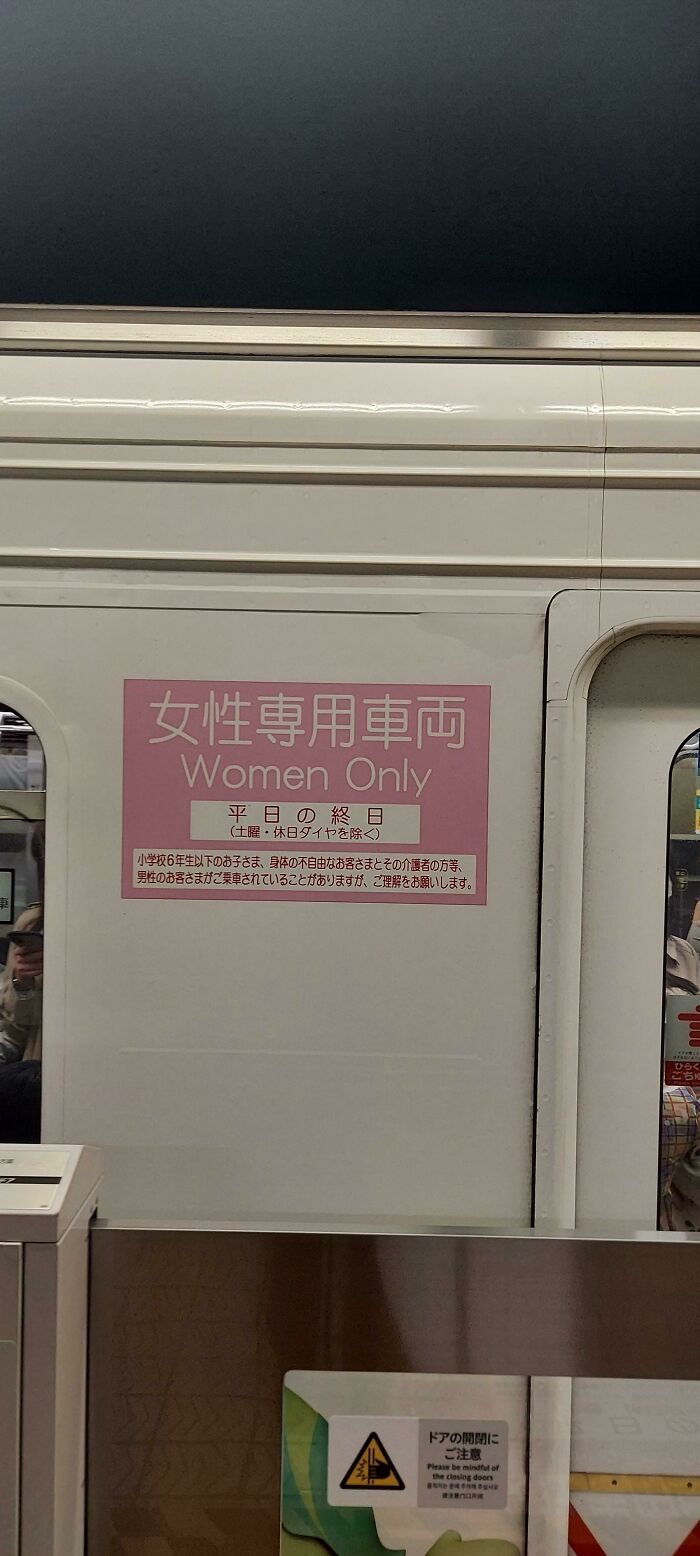 女性専用車両
Women Only
平日の終日
(土曜・休日ダイヤを除く)
小学校6年生以下のお子さま、身体の不自由なお客さまとその介護者の方等、
男性のお客さまがご乗車されていることがありますが、ご理解をお願いします。
車
ひらく
ドアの開閉に
ご注意
Please be mindful of
the closing doors